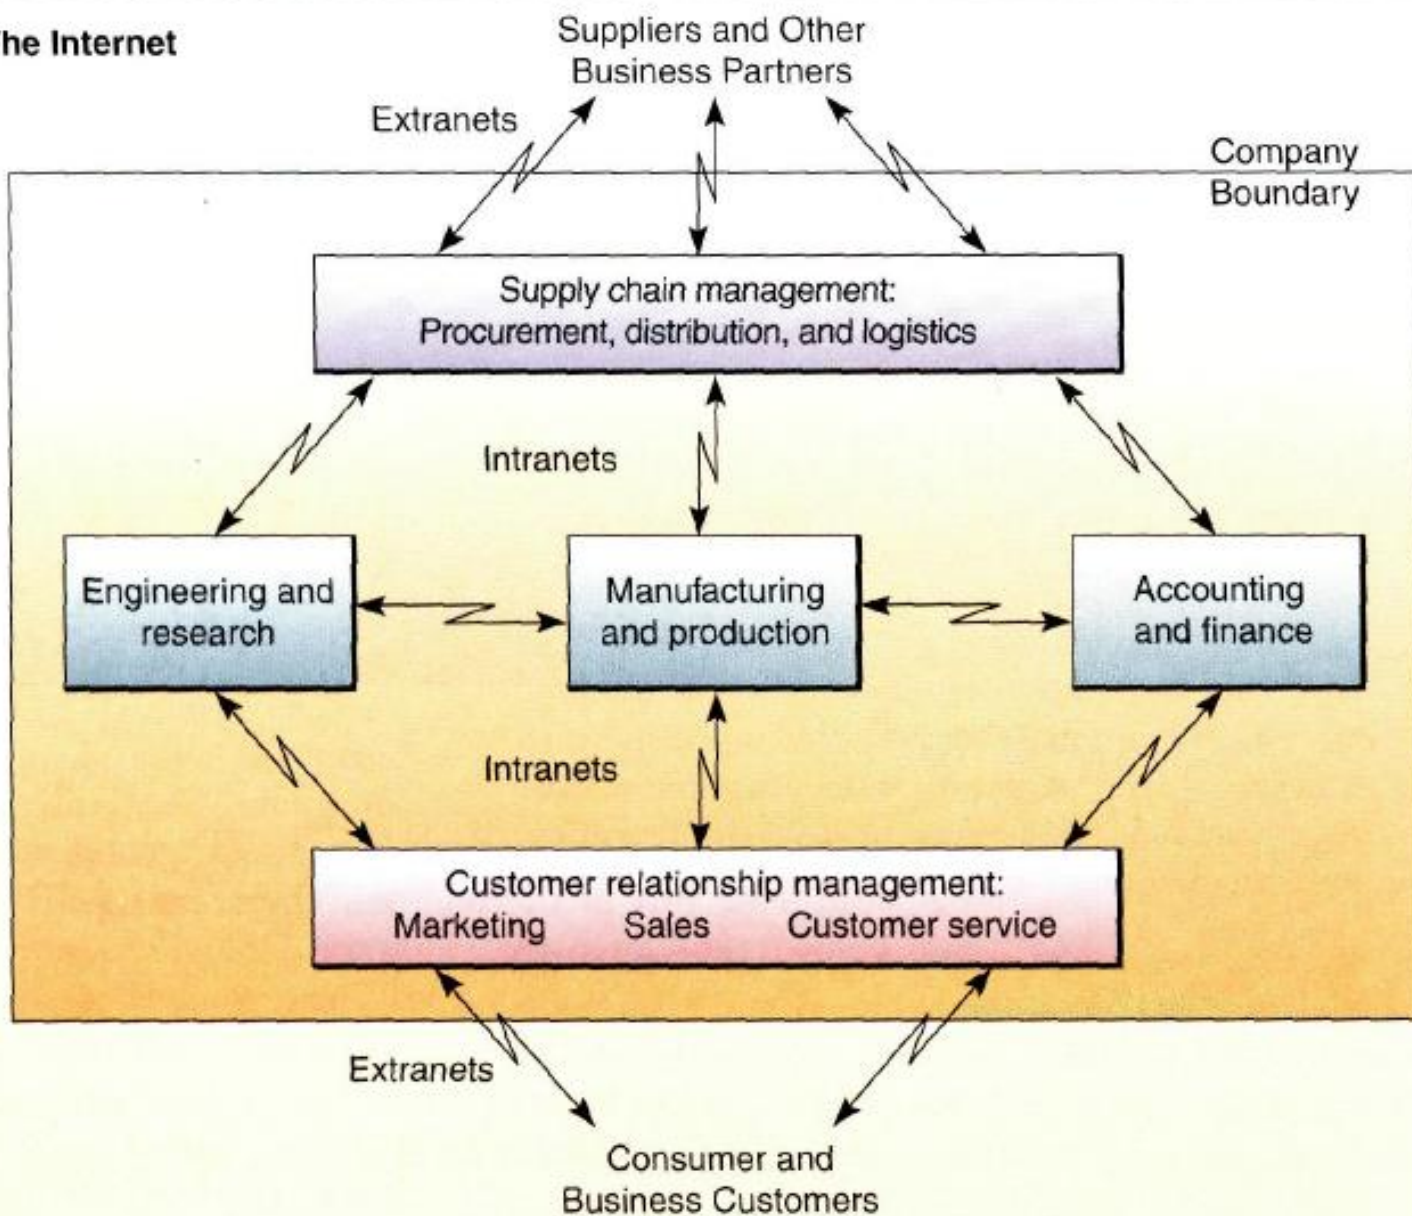 he Internet
Suppliers and Other
Business Partners
Extranets
Company
Boundary
Supply chain management:
Procurement, distribution, and logistics
Intranets
Engineering and
research
Manufacturing
and production
Accounting
and finance
Intranets
Customer relationship management:
Marketing Sales Customer service
Extranets
Consumer and
Business Customers